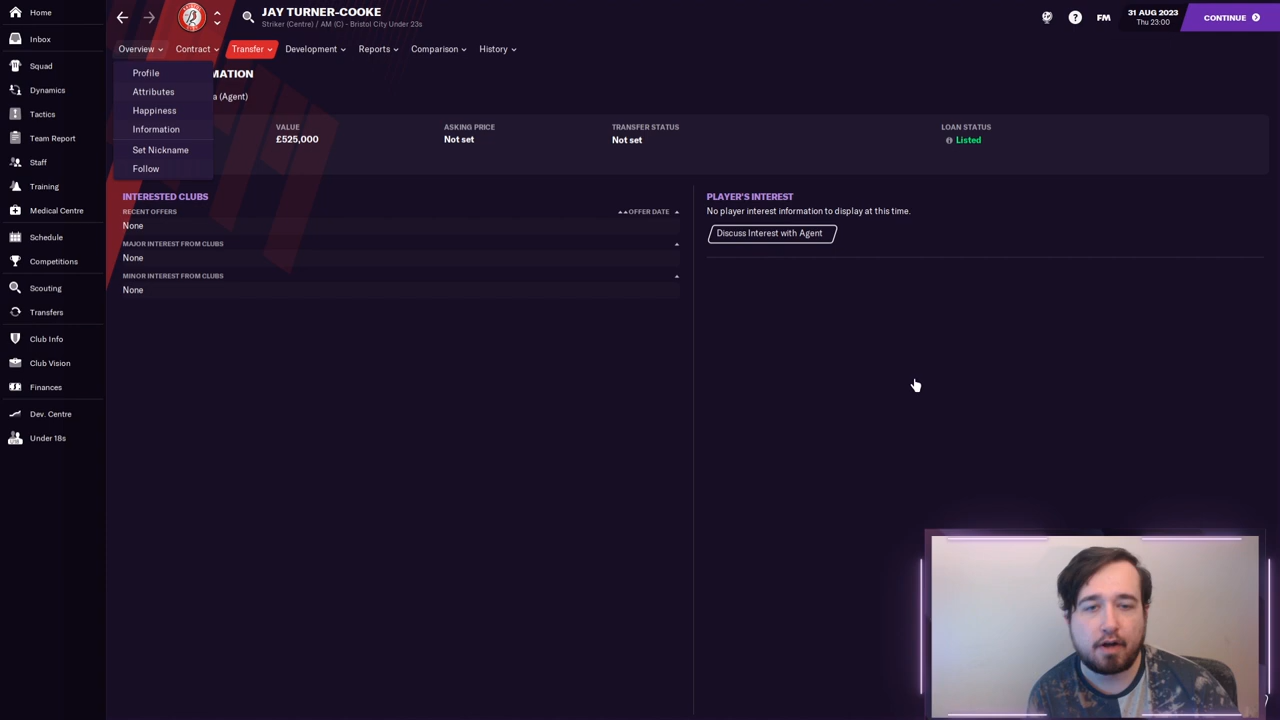 Home
JAY TURNER-COOKE
Striker (Centre) / AM (C) - Bristol City Under 23s
FM
31 AUG 2023
Thu 23:00
CONTINUE
Inbox
Squad
Dynamics
Tactics
Team Report
Staff
Training
Medical Centre
Schedule
Competitions
Scouting
Transfers
Club Info
Club Vision
Finances
Dev. Centre
Under 18s
Overview
Contract
Transfer
Development
Reports
Comparison
History
Profile
Attributes
Happiness
Information
Set Nickname
Follow
MATION
a (Agent)
VALUE
£525,000
ASKING PRICE
Not set
TRANSFER STATUS
Not set
LOAN STATUS
Listed
INTERESTED CLUBS
RECENT OFFERS
OFFER DATE
None
MAJOR INTEREST FROM CLUBS
None
MINOR INTEREST FROM CLUBS
None
PLAYER'S INTEREST
No player interest information to display at this time.
Discuss Interest with Agent